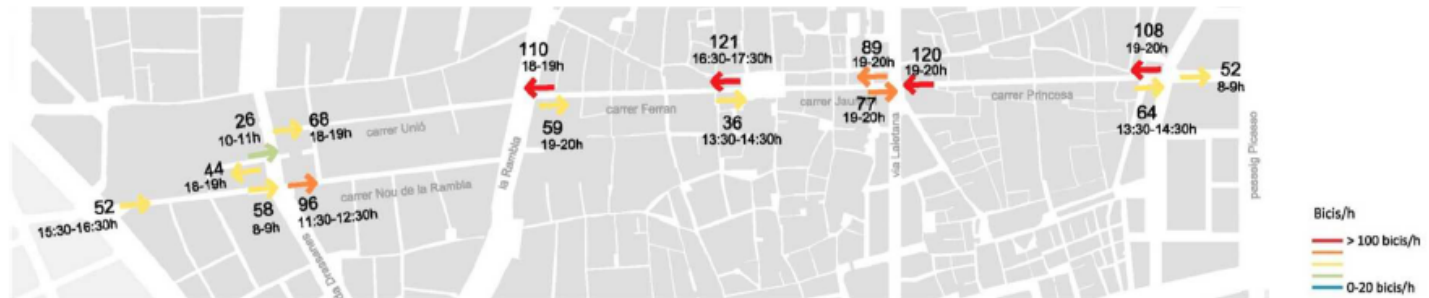 110
18-19h
121
16:30-17:30h
89
19-20h
120
19-20h
108
19-20h
52
8-9h
26
10-11h
68
18-19h
carrer Unió
59
19-20h
carrer Ferran
36
13:30-14:30h
77
19-20h
carrer Princesa
64
13:30-14:30h
44
18-19h
52
15:30-16:30h
58
8-9h
96
11:30-12:30h
carrer Nou de la Rambla
la Rambla
via Laietana
passeig Picasso
Drassanes
Bicis/h
> 100 bicis/h
0-20 bicis/h